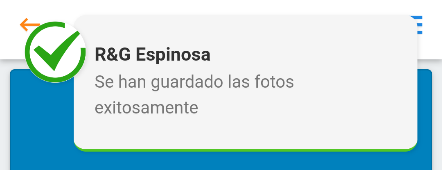 R&G Espinosa
Se han guardado las fotos
exitosamente